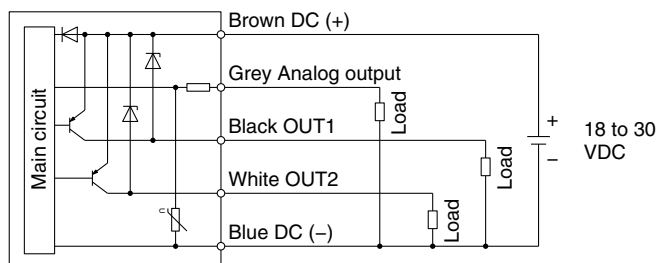 Brown DC (+)
Grey Analog output
Black OUT1
White OUT2
Blue DC (−)
Main circuit
Load
Load
Load
+
18 to 30
VDC
−
U